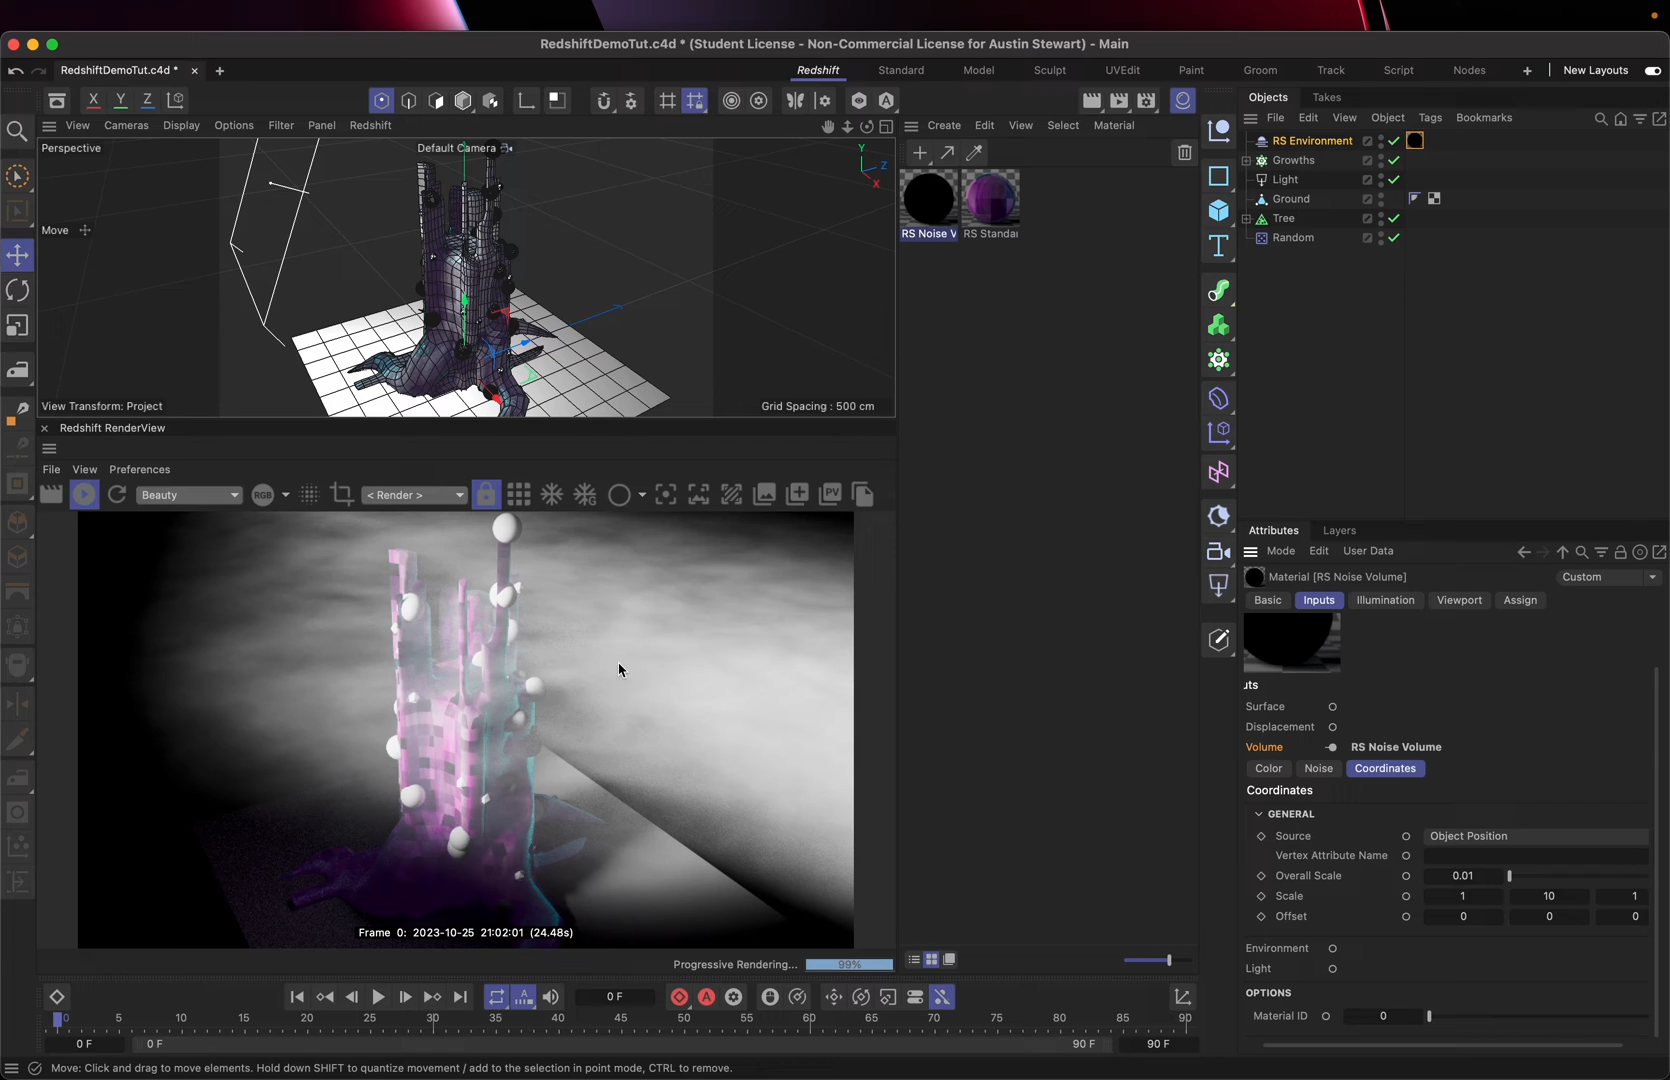 RedshiftDemoTut.c4d * (Student License - Non-Commercial License for Austin Stewart) - Main
RedshiftDemoTut.c4d *
Redshift Standard Model Sculpt UVEdit Paint Groom Track Script Nodes New Layouts
X Y Z
Objects Takes
View Cameras Display Options Filter Panel Redshift
Create Edit View Select Material
File Edit View Object Tags Bookmarks
Perspective
Default Camera
Y
Z
X
RS Environment
Growths
Light
Ground
Tree
Random
Move
RS Noise V
RS Standar
View Transform: Project
Grid Spacing : 500 cm
Redshift RenderView
File View Preferences
Beauty
RGB
< Render >
PV
Frame 0: 2023-10-25 21:02:01 (24.48s)
Progressive Rendering... 99%
Attributes Layers
Mode Edit User Data
Material [RS Noise Volume]
Custom
Basic Inputs Illumination Viewport Assign
uts
Surface
Displacement
Volume RS Noise Volume
Color Noise Coordinates
Coordinates
GENERAL
Source Object Position
Vertex Attribute Name
Overall Scale 0.01
Scale 1 10 1
Offset 0 0 0
Environment
Light
OPTIONS
Material ID 0
0 F
0 5 10 15 20 25 30 35 40 45 50 55 60 65 70 75 80 85 90
0 F 0 F 90 F 90 F
Move: Click and drag to move elements. Hold down SHIFT to quantize movement / add to the selection in point mode, CTRL to remove.